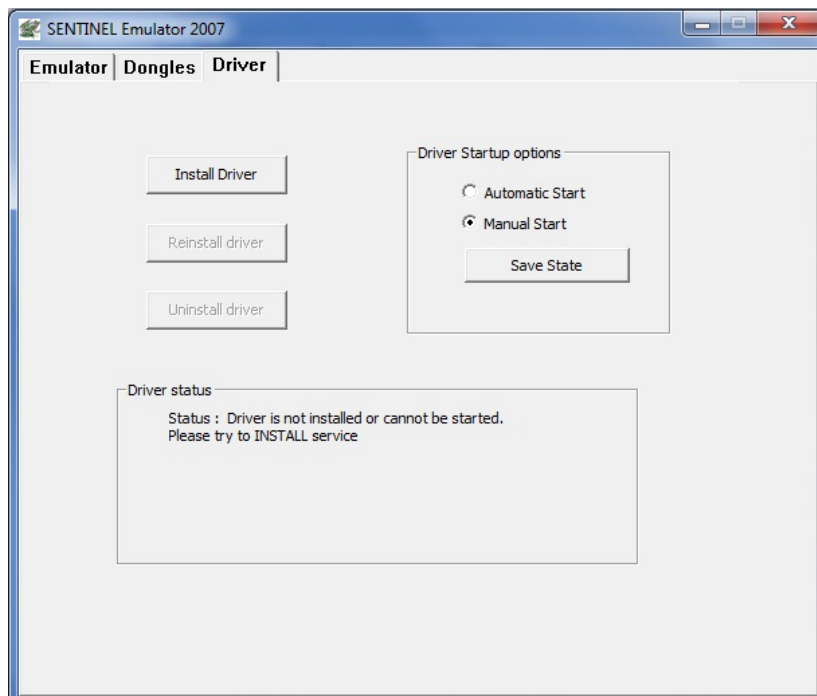 SENTINEL Emulator 2007
Emulator Dongles Driver
Install Driver
Reinstall driver
Uninstall driver
Driver Startup options
Automatic Start
Manual Start
Save State
Driver status
Status : Driver is not installed or cannot be started.
Please try to INSTALL service